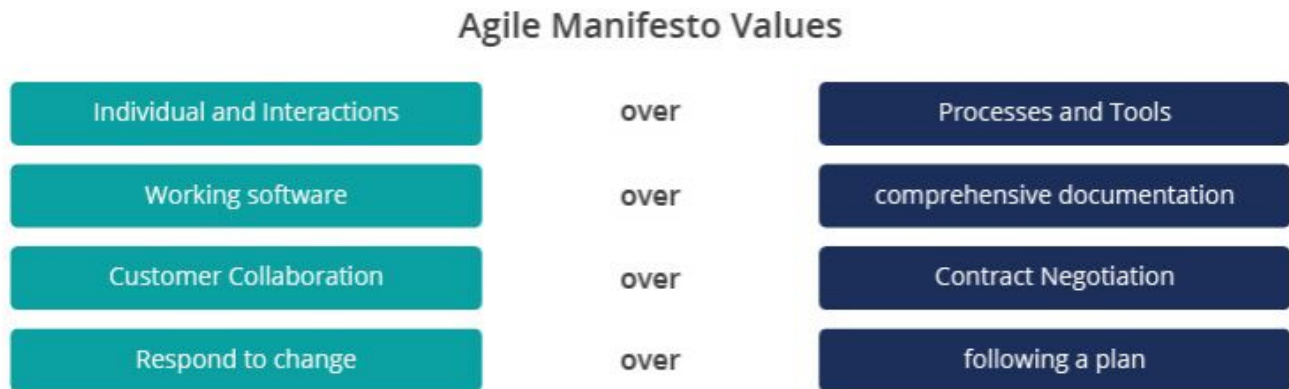 Agile Manifesto Values
Individual and Interactions over Processes and Tools
Working software over comprehensive documentation
Customer Collaboration over Contract Negotiation
Respond to change over following a plan